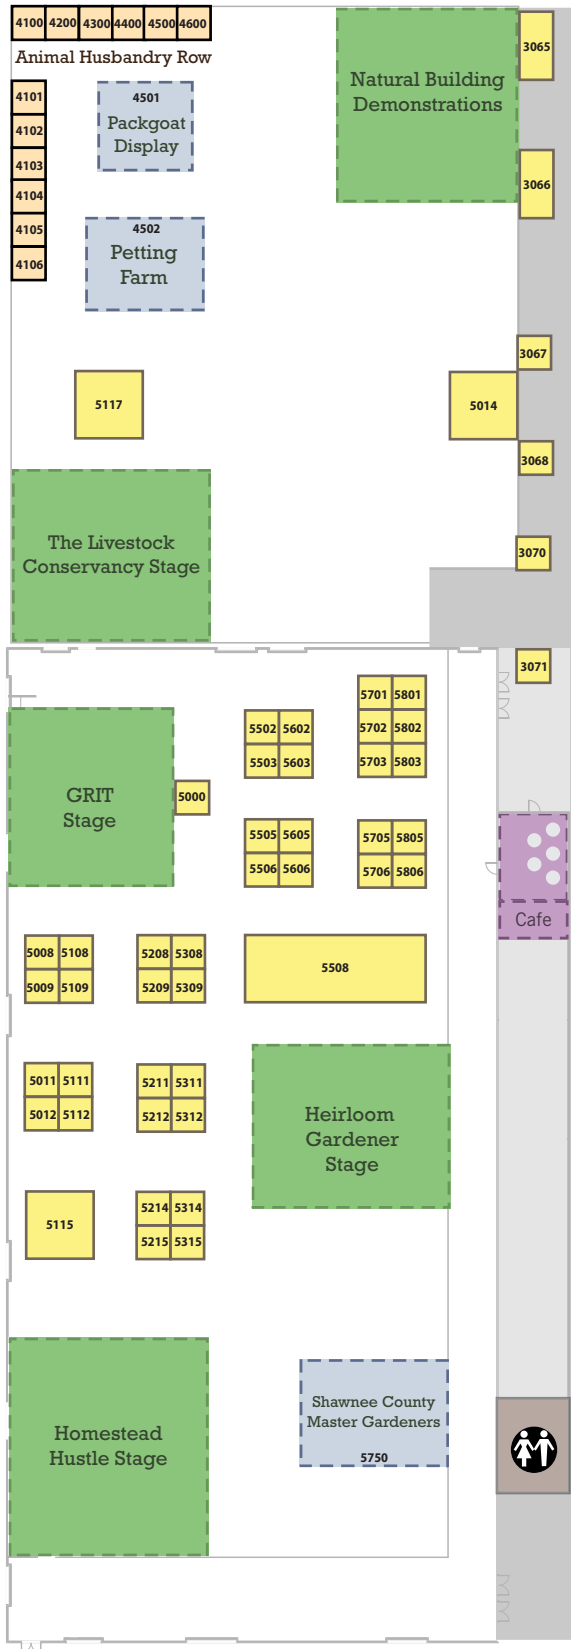 4100 4200 4300 4400 4500 4600
Animal Husbandry Row
3065
Natural Building
Demonstrations
4101
4102
4103
4104
4105
4106
4501
Packgoat
Display
3066
4502
Petting
Farm
3067
5117
5014
3068
3070
The Livestock
Conservancy Stage
3071
5701 5801
5702 5802
5703 5803
5502 5602
5503 5603
GRIT
Stage
5000
5505 5605
5506 5606
5705 5805
5706 5806
Cafe
5008 5108
5009 5109
5208 5308
5209 5309
5508
5011 5111
5012 5112
5211 5311
5212 5312
Heirloom
Gardener
Stage
5115
5214 5314
5215 5315
Homestead
Hustle Stage
Shawnee County
Master Gardeners
5750